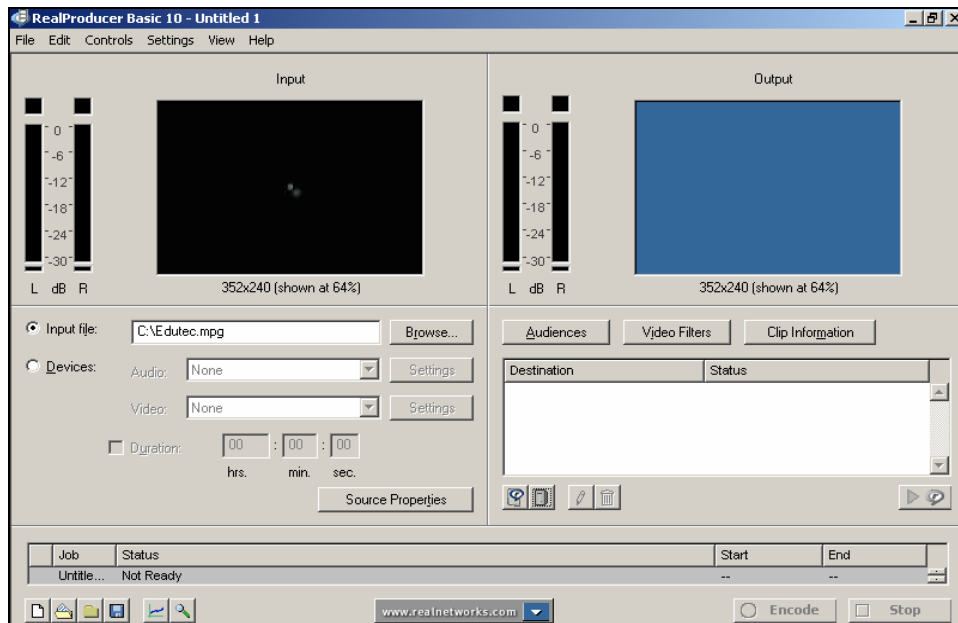 RealProducer Basic 10 - Untitled 1
File Edit Controls Settings View Help
Input
0
-6
-12
-18
-24
-30
L dB R
352x240 (shown at 64%)
Output
0
-6
-12
-18
-24
-30
L dB R
352x240 (shown at 64%)
Input file: C:\Edutec.mpg Browse...
Devices: Audio: None Settings
Video: None Settings
Duration: 00 : 00 : 00
hrs. min. sec.
Source Properties
Audiences Video Filters Clip Information
Destination Status
Job Status Start End
Untitle... Not Ready -- --
www.realnetworks.com
Encode Stop